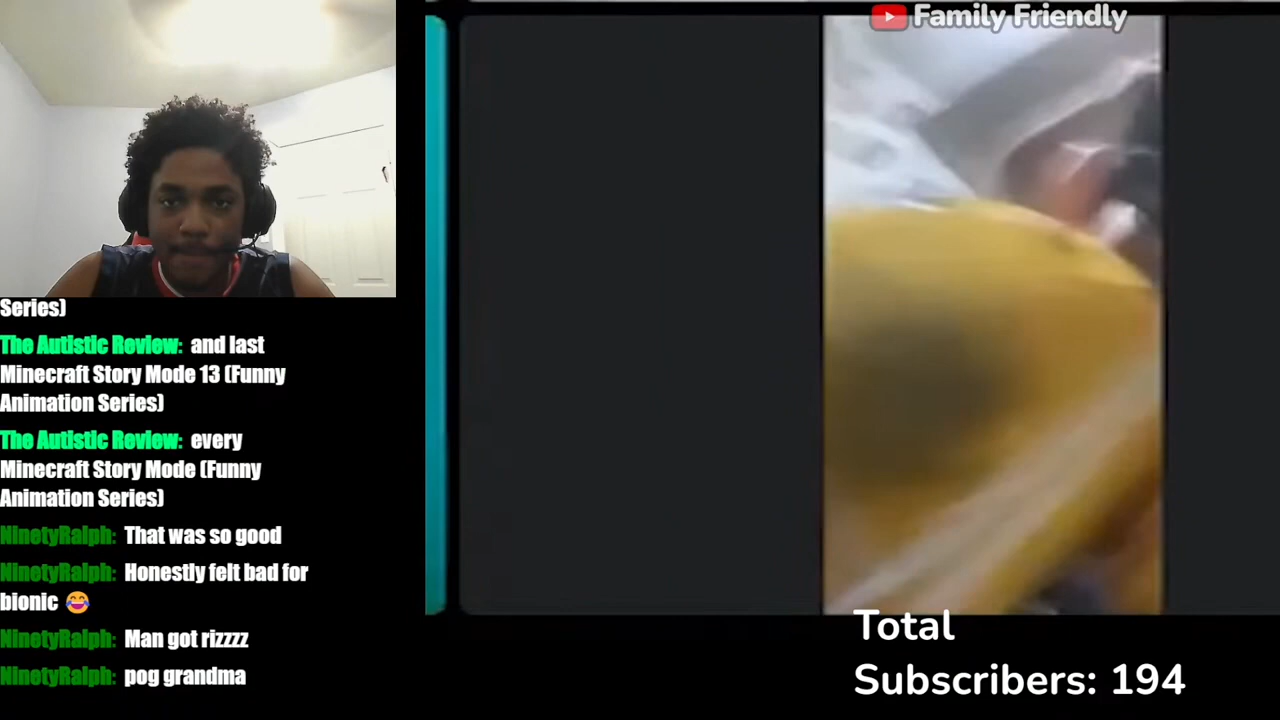 Family Friendly
Series)
The Autistic Review: and last
Minecraft Story Mode 13 (Funny
Animation Series)
The Autistic Review: every
Minecraft Story Mode (Funny
Animation Series)
NinetyRalph: That was so good
NinetyRalph: Honestly felt bad for
bionic 😂
NinetyRalph: Man got rizzzz
NinetyRalph: pog grandma
Total
Subscribers: 194